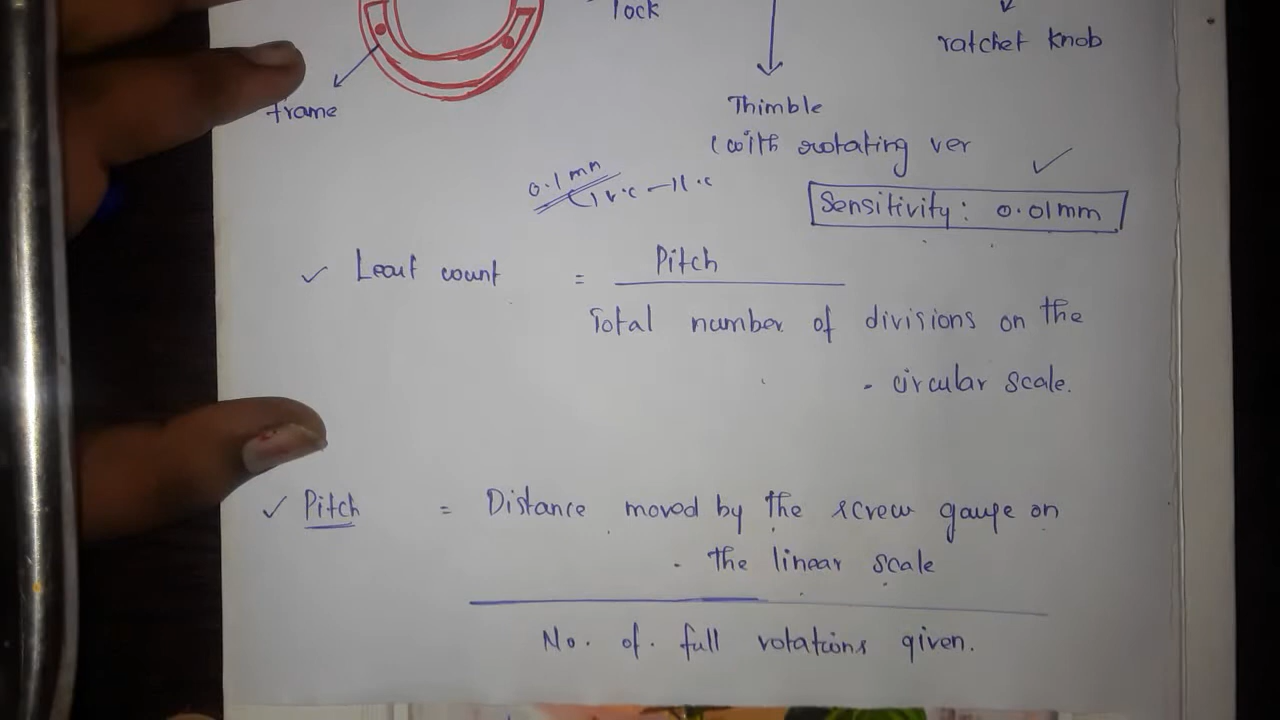 lock
ratchet knob
frame
Thimble
(with rotating ver
0.1mm
Sensitivity: 0.01mm
Least count = Pitch
Total number of divisions on the
circular scale.
Pitch = Distance moved by the screw gauge on
the linear scale
No. of. full rotations given.